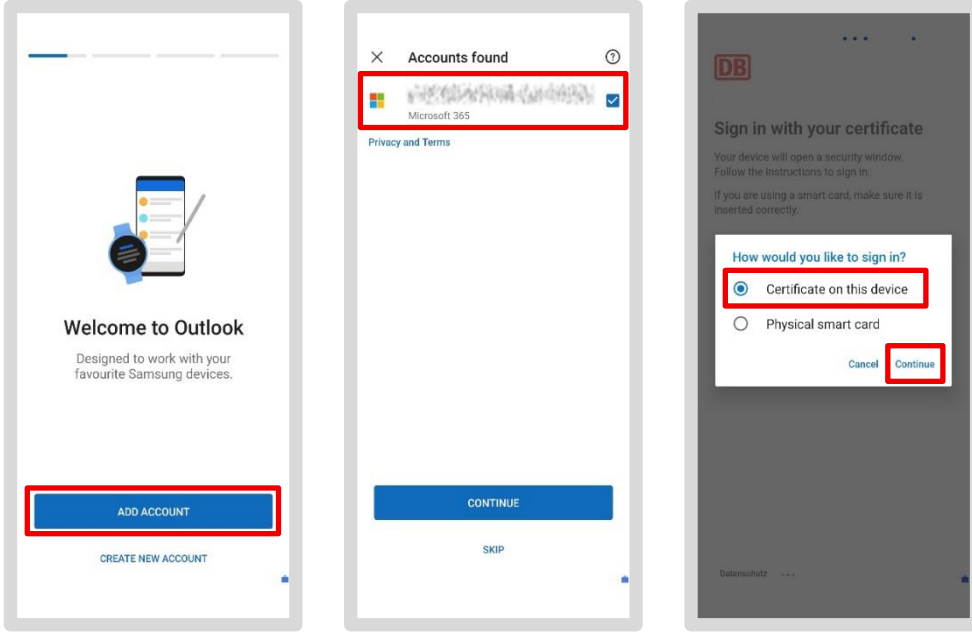 Welcome to Outlook
Designed to work with your
favourite Samsung devices.
ADD ACCOUNT
CREATE NEW ACCOUNT
Accounts found
Microsoft 365
Privacy and Terms
CONTINUE
SKIP
DB
Sign in with your certificate
Your device will open a security window.
Follow the instructions to sign in.
If you are using a smart card, make sure it is
inserted correctly.
How would you like to sign in?
Certificate on this device
Physical smart card
Cancel Continue
Datenschutz ...